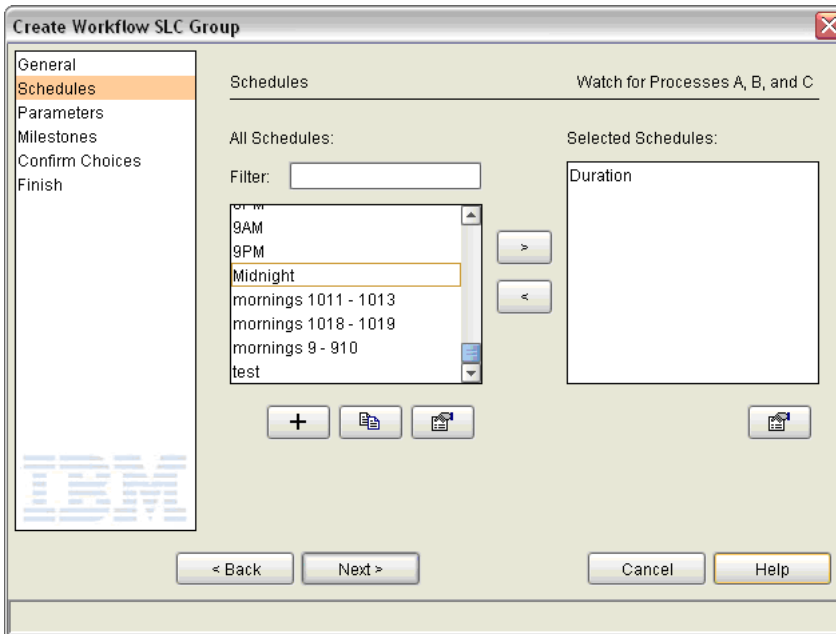 Create Workflow SLC Group
General
Schedules
Parameters
Milestones
Confirm Choices
Finish
Schedules
Watch for Processes A, B, and C
All Schedules:
Selected Schedules:
Filter:
Duration
9AM
9PM
Midnight
mornings 1011 - 1013
mornings 1018 - 1019
mornings 9 - 910
test
>
<
+
IBM
< Back
Next >
Cancel
Help